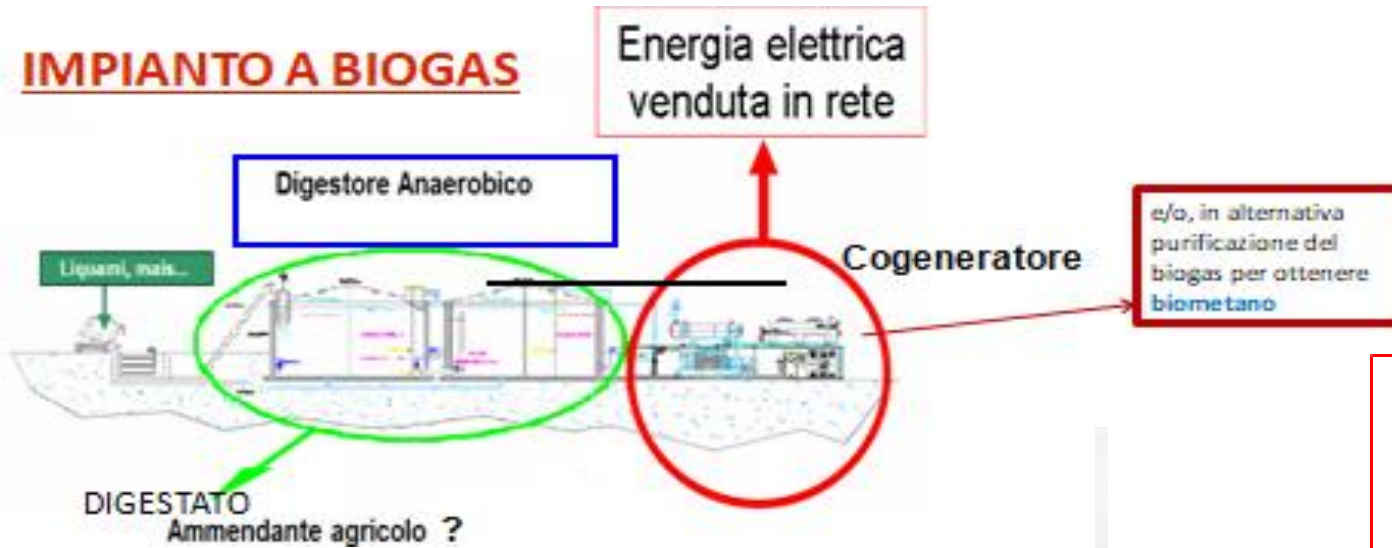 IMPIANTO A BIOGAS
Energia elettrica
venduta in rete
Digestore Anaerobico
Liquami, mais...
Cogeneratore
e/o, in alternativa
purificazione del
biogas per ottenere
biometano
DIGESTATO
Ammendante agricolo ?